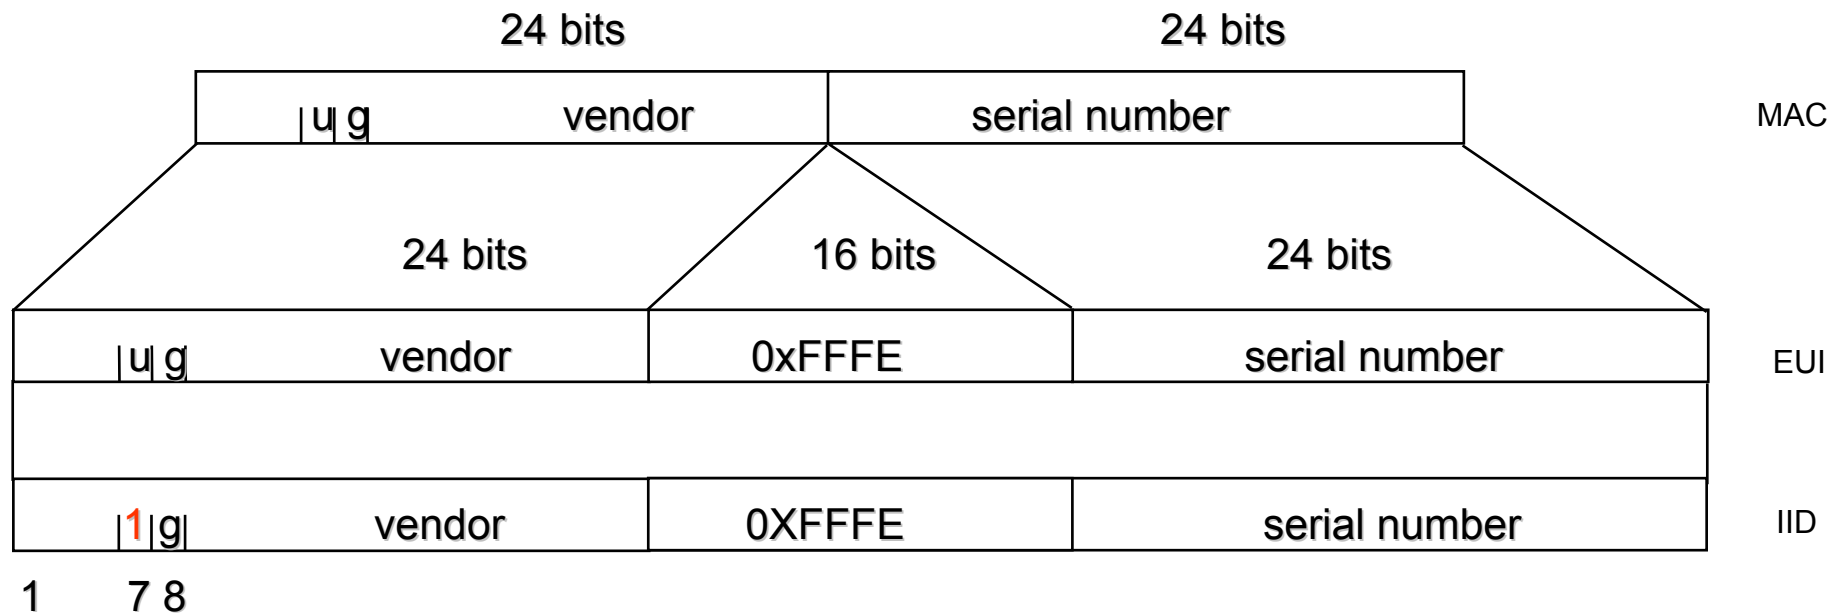 24 bits 24 bits
u g vendor serial number MAC
24 bits 16 bits 24 bits
u g vendor 0xFFFE serial number EUI
1 g vendor 0XFFFE serial number IID
1 7 8